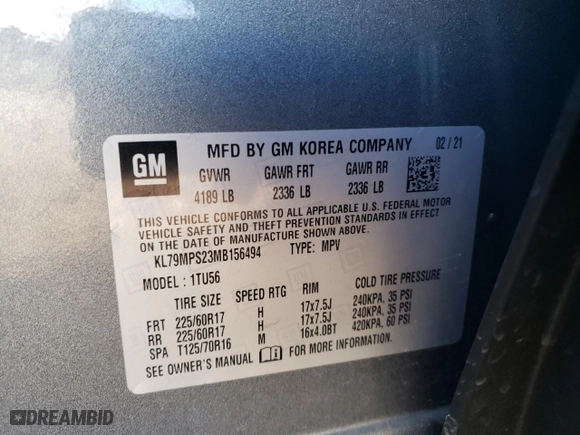 GM
MFD BY GM KOREA COMPANY 02 / 21
GVWR GAWR FRT GAWR RR
4189 LB 2336 LB 2336 LB
THIS VEHICLE CONFORMS TO ALL APPLICABLE U.S. FEDERAL MOTOR
VEHICLE SAFETY AND THEFT PREVENTION STANDARDS IN EFFECT
ON THE DATE OF MANUFACTURE SHOWN ABOVE.
KL79MPS23MB156494 TYPE: MPV
MODEL: 1TU56
TIRE SIZE SPEED RTG RIM COLD TIRE PRESSURE
FRT 225/60R17 H 17x7.5J 240KPA, 35 PSI
RR 225/60R17 H 17x7.5J 240KPA, 35 PSI
SPA T125/70R16 M 16x4.0BT 420KPA, 60 PSI
SEE OWNER'S MANUAL FOR MORE INFORMATION
DREAMBID